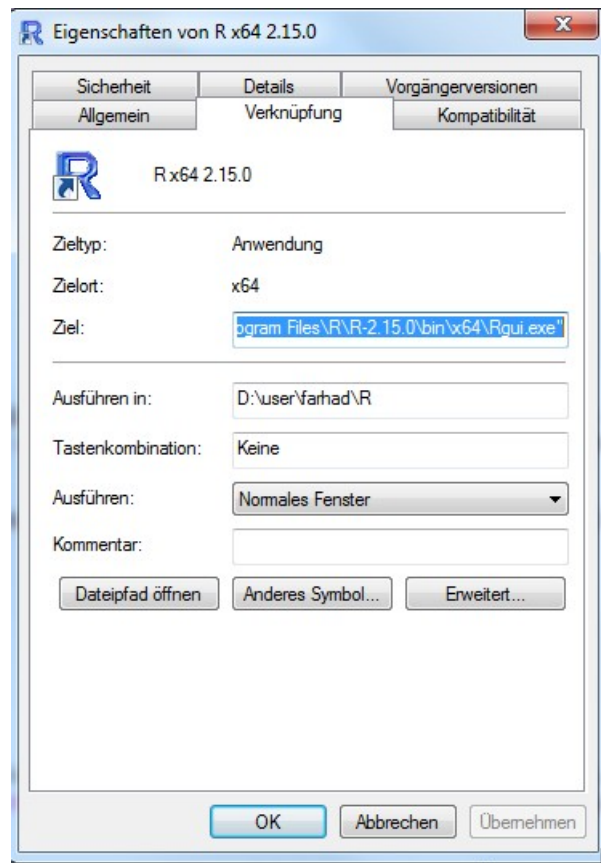 Eigenschaften von R x64 2.15.0
Sicherheit Details Vorgängerversionen
Allgemein Verknüpfung Kompatibilität
R x64 2.15.0
Zieltyp: Anwendung
Zielort: x64
Ziel: ogram Files\R\R-2.15.0\bin\x64\Rgui.exe"
Ausführen in: D:\user\farhad\R
Tastenkombination: Keine
Ausführen: Normales Fenster
Kommentar:
Dateipfad öffnen Anderes Symbol... Erweitert...
OK Abbrechen Übernehmen